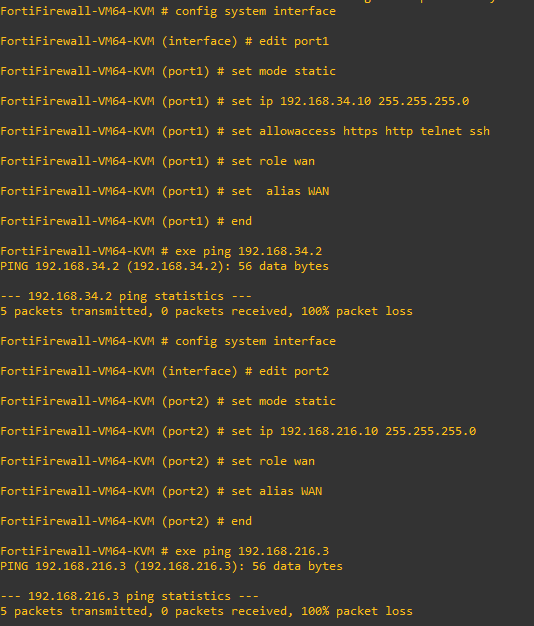 FortiFirewall-VM64-KVM # config system interface
FortiFirewall-VM64-KVM (interface) # edit port1
FortiFirewall-VM64-KVM (port1) # set mode static
FortiFirewall-VM64-KVM (port1) # set ip 192.168.34.10 255.255.255.0
FortiFirewall-VM64-KVM (port1) # set allowaccess https http telnet ssh
FortiFirewall-VM64-KVM (port1) # set role wan
FortiFirewall-VM64-KVM (port1) # set  alias WAN
FortiFirewall-VM64-KVM (port1) # end
FortiFirewall-VM64-KVM # exe ping 192.168.34.2
PING 192.168.34.2 (192.168.34.2): 56 data bytes
--- 192.168.34.2 ping statistics ---
5 packets transmitted, 0 packets received, 100% packet loss
FortiFirewall-VM64-KVM # config system interface
FortiFirewall-VM64-KVM (interface) # edit port2
FortiFirewall-VM64-KVM (port2) # set mode static
FortiFirewall-VM64-KVM (port2) # set ip 192.168.216.10 255.255.255.0
FortiFirewall-VM64-KVM (port2) # set role wan
FortiFirewall-VM64-KVM (port2) # set alias WAN
FortiFirewall-VM64-KVM (port2) # end
FortiFirewall-VM64-KVM # exe ping 192.168.216.3
PING 192.168.216.3 (192.168.216.3): 56 data bytes
--- 192.168.216.3 ping statistics ---
5 packets transmitted, 0 packets received, 100% packet loss